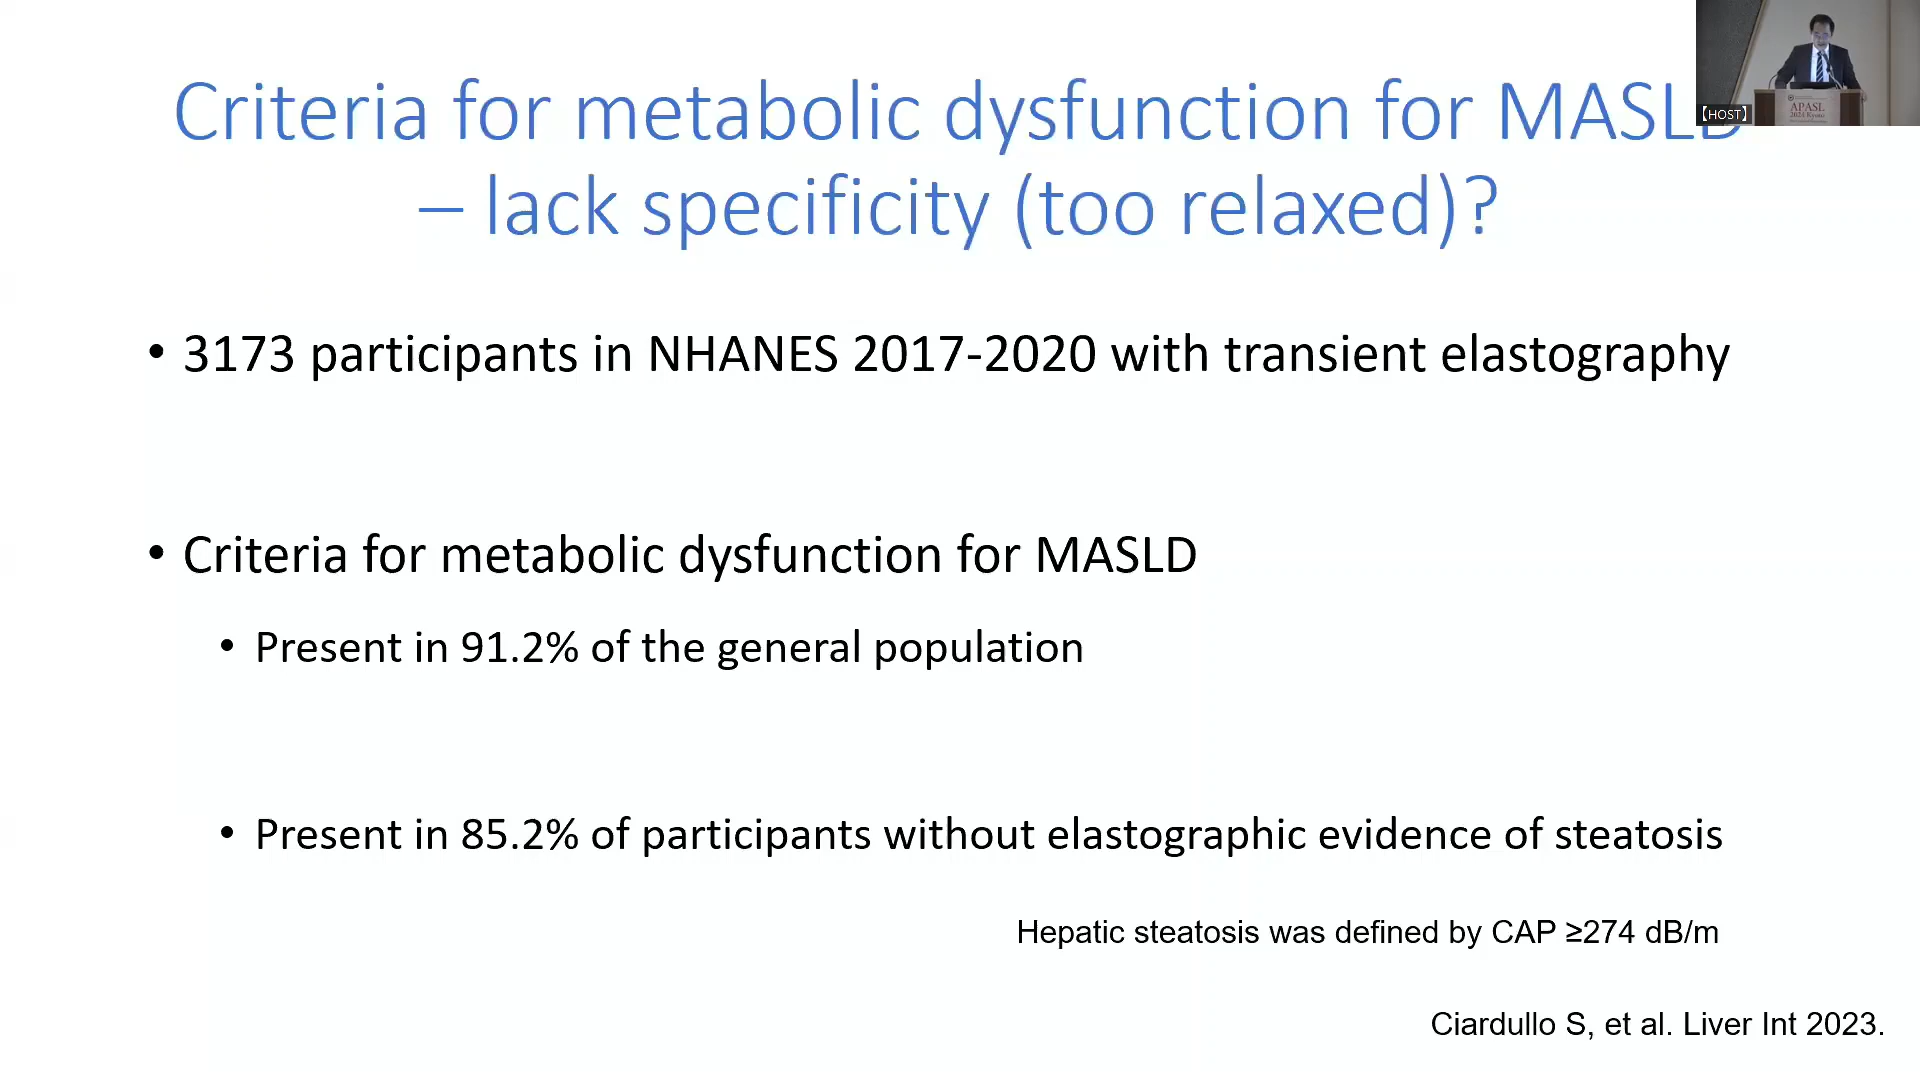 Criteria for metabolic dysfunction for MASLD
– lack specificity (too relaxed)?
【HOST】
APASL
2024 Kyoto
• 3173 participants in NHANES 2017-2020 with transient elastography
• Criteria for metabolic dysfunction for MASLD
• Present in 91.2% of the general population
• Present in 85.2% of participants without elastographic evidence of steatosis
Hepatic steatosis was defined by CAP ≥274 dB/m
Ciardullo S, et al. Liver Int 2023.